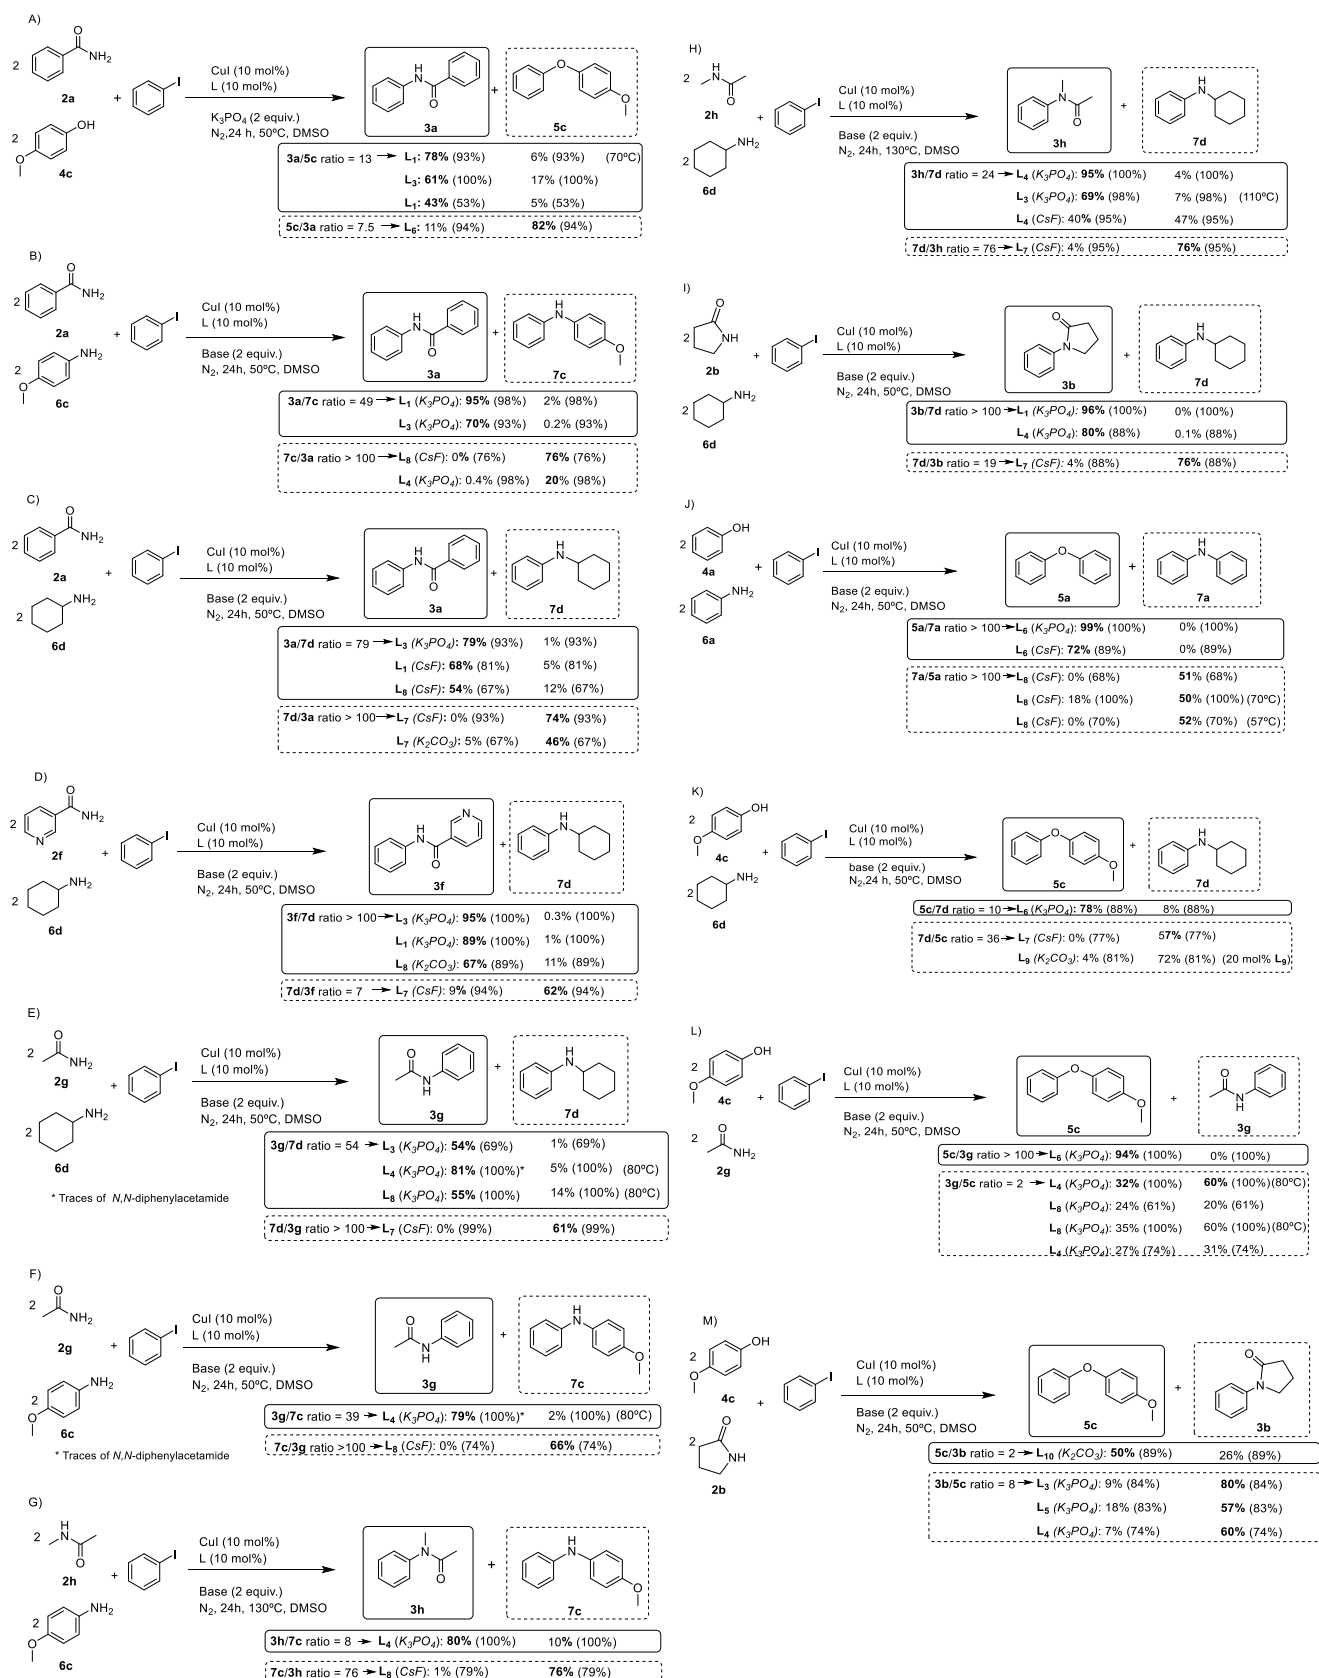 A)
2
O
NH2
2a
+
I
OH
2
O
4c
CuI (10 mol%)
L (10 mol%)
K3PO4 (2 equiv.)
N2,24 h, 50ºC, DMSO
H
N
O
3a
+
O
O
5c
3a/5c ratio = 13 → L1: 78% (93%) 6% (93%) (70ºC)
L3: 61% (100%) 17% (100%)
L1: 43% (53%) 5% (53%)
5c/3a ratio = 7.5 → L6: 11% (94%) 82% (94%)
B)
O
2
NH2
2a
+
I
NH2
2
O
6c
CuI (10 mol%)
L (10 mol%)
Base (2 equiv.)
N2, 24h, 50ºC, DMSO
H
N
O
3a
+
H
N
O
7c
3a/7c ratio = 49 → L1 (K3PO4): 95% (98%) 2% (98%)
L3 (K3PO4): 70% (93%) 0.2% (93%)
7c/3a ratio > 100 → L8 (CsF): 0% (76%) 76% (76%)
L4 (K3PO4): 0.4% (98%) 20% (98%)
C)
O
2
NH2
2a
+
I
NH2
2
6d
CuI (10 mol%)
L (10 mol%)
Base (2 equiv.)
N2, 24h, 50ºC, DMSO
H
N
O
3a
+
H
N
7d
3a/7d ratio = 79 → L3 (K3PO4): 79% (93%) 1% (93%)
L1 (CsF): 68% (81%) 5% (81%)
L8 (CsF): 54% (67%) 12% (67%)
7d/3a ratio > 100 → L7 (CsF): 0% (93%) 74% (93%)
L7 (K2CO3): 5% (67%) 46% (67%)
D)
O
2
NH2
N
2f
+
I
NH2
2
6d
CuI (10 mol%)
L (10 mol%)
Base (2 equiv.)
N2, 24h, 50ºC, DMSO
N
H
N
O
3f
+
H
N
7d
3f/7d ratio > 100 → L3 (K3PO4): 95% (100%) 0.3% (100%)
L1 (K3PO4): 89% (100%) 1% (100%)
L8 (K2CO3): 67% (89%) 11% (89%)
7d/3f ratio = 7 → L7 (CsF): 9% (94%) 62% (94%)
E)
O
2
NH2
2g
+
I
NH2
2
6d
CuI (10 mol%)
L (10 mol%)
Base (2 equiv.)
N2, 24h, 50ºC, DMSO
O
N
H
3g
+
H
N
7d
3g/7d ratio = 54 → L3 (K3PO4): 54% (69%) 1% (69%)
L4 (K3PO4): 81% (100%)* 5% (100%) (80ºC)
L8 (K3PO4): 55% (100%) 14% (100%) (80ºC)
* Traces of N,N-diphenylacetamide
7d/3g ratio > 100 → L7 (CsF): 0% (99%) 61% (99%)
F)
O
2
NH2
2g
+
I
NH2
2
O
6c
CuI (10 mol%)
L (10 mol%)
Base (2 equiv.)
N2, 24h, 50ºC, DMSO
O
N
H
3g
+
H
N
O
7c
3g/7c ratio = 39 → L4 (K3PO4): 79% (100%)* 2% (100%) (80ºC)
7c/3g ratio >100 → L8 (CsF): 0% (74%) 66% (74%)
* Traces of N,N-diphenylacetamide
G)
H
2 N
O
2h
+
I
NH2
2
O
6c
CuI (10 mol%)
L (10 mol%)
Base (2 equiv.)
N2, 24h, 130ºC, DMSO
N
O
3h
+
H
N
O
7c
3h/7c ratio = 8 → L4 (K3PO4): 80% (100%) 10% (100%)
7c/3h ratio = 76 → L8 (CsF): 1% (79%) 76% (79%)
H)
H
2 N
O
2h
+
I
NH2
2
6d
CuI (10 mol%)
L (10 mol%)
Base (2 equiv.)
N2, 24h, 130ºC, DMSO
N
O
3h
+
H
N
7d
3h/7d ratio = 24 → L4 (K3PO4): 95% (100%) 4% (100%)
L3 (K3PO4): 69% (98%) 7% (98%) (110ºC)
L4 (CsF): 40% (95%) 47% (95%)
7d/3h ratio = 76 → L7 (CsF): 4% (95%) 76% (95%)
I)
O
2
NH
2b
+
I
NH2
2
6d
CuI (10 mol%)
L (10 mol%)
Base (2 equiv.)
N2, 24h, 50ºC, DMSO
O
N
3b
+
H
N
7d
3b/7d ratio > 100 → L1 (K3PO4): 96% (100%) 0% (100%)
L4 (K3PO4): 80% (88%) 0.1% (88%)
7d/3b ratio = 19 → L7 (CsF): 4% (88%) 76% (88%)
J)
OH
2
4a
+
I
NH2
2
6a
CuI (10 mol%)
L (10 mol%)
Base (2 equiv.)
N2, 24h, 50ºC, DMSO
O
5a
+
H
N
7a
5a/7a ratio > 100 → L6 (K3PO4): 99% (100%) 0% (100%)
L6 (CsF): 72% (89%) 0% (89%)
7a/5a ratio > 100 → L8 (CsF): 0% (68%) 51% (68%)
L8 (CsF): 18% (100%) 50% (100%) (70ºC)
L8 (CsF): 0% (70%) 52% (70%) (57ºC)
K)
OH
2
O
4c
+
I
NH2
2
6d
CuI (10 mol%)
L (10 mol%)
base (2 equiv.)
N2,24 h, 50ºC, DMSO
O
O
5c
+
H
N
7d
5c/7d ratio = 10 → L6 (K3PO4): 78% (88%) 8% (88%)
7d/5c ratio = 36 → L7 (CsF): 0% (77%) 57% (77%)
L9 (K2CO3): 4% (81%) 72% (81%) (20 mol% L9)
L)
OH
2
O
4c
+
I
O
2
NH2
2g
CuI (10 mol%)
L (10 mol%)
Base (2 equiv.)
N2, 24h, 50ºC, DMSO
O
O
5c
+
O
N
H
3g
5c/3g ratio > 100 → L6 (K3PO4): 94% (100%) 0% (100%)
3g/5c ratio = 2 → L4 (K3PO4): 32% (100%) 60% (100%)(80ºC)
L8 (K3PO4): 24% (61%) 20% (61%)
L8 (K3PO4): 35% (100%) 60% (100%)(80ºC)
L4 (K3PO4): 27% (74%) 31% (74%)
M)
OH
2
O
4c
+
I
O
2
NH
2b
CuI (10 mol%)
L (10 mol%)
Base (2 equiv.)
N2, 24h, 50ºC, DMSO
O
O
5c
+
O
N
3b
5c/3b ratio = 2 → L10 (K2CO3): 50% (89%) 26% (89%)
3b/5c ratio = 8 → L3 (K3PO4): 9% (84%) 80% (84%)
L5 (K3PO4): 18% (83%) 57% (83%)
L4 (K3PO4): 7% (74%) 60% (74%)